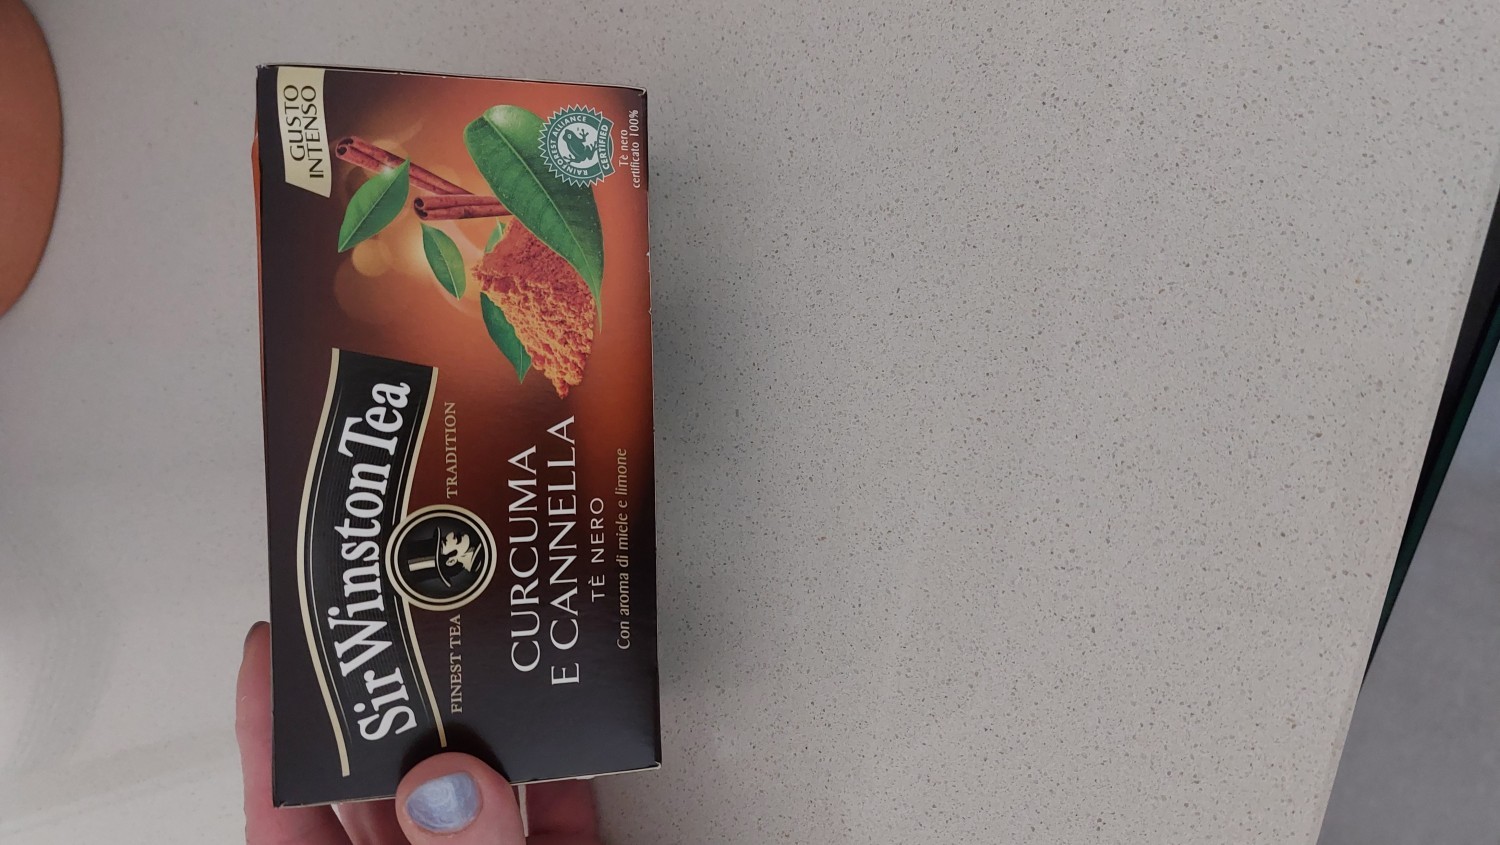 GUSTO
INTENSO
Sir Winston Tea
FINEST TEA TRADITION
CURCUMA
E CANNELLA
TÈ NERO
Con aroma di miele e limone
RAINFOREST ALLIANCE
CERTIFIED
Tè nero
certificato 100%